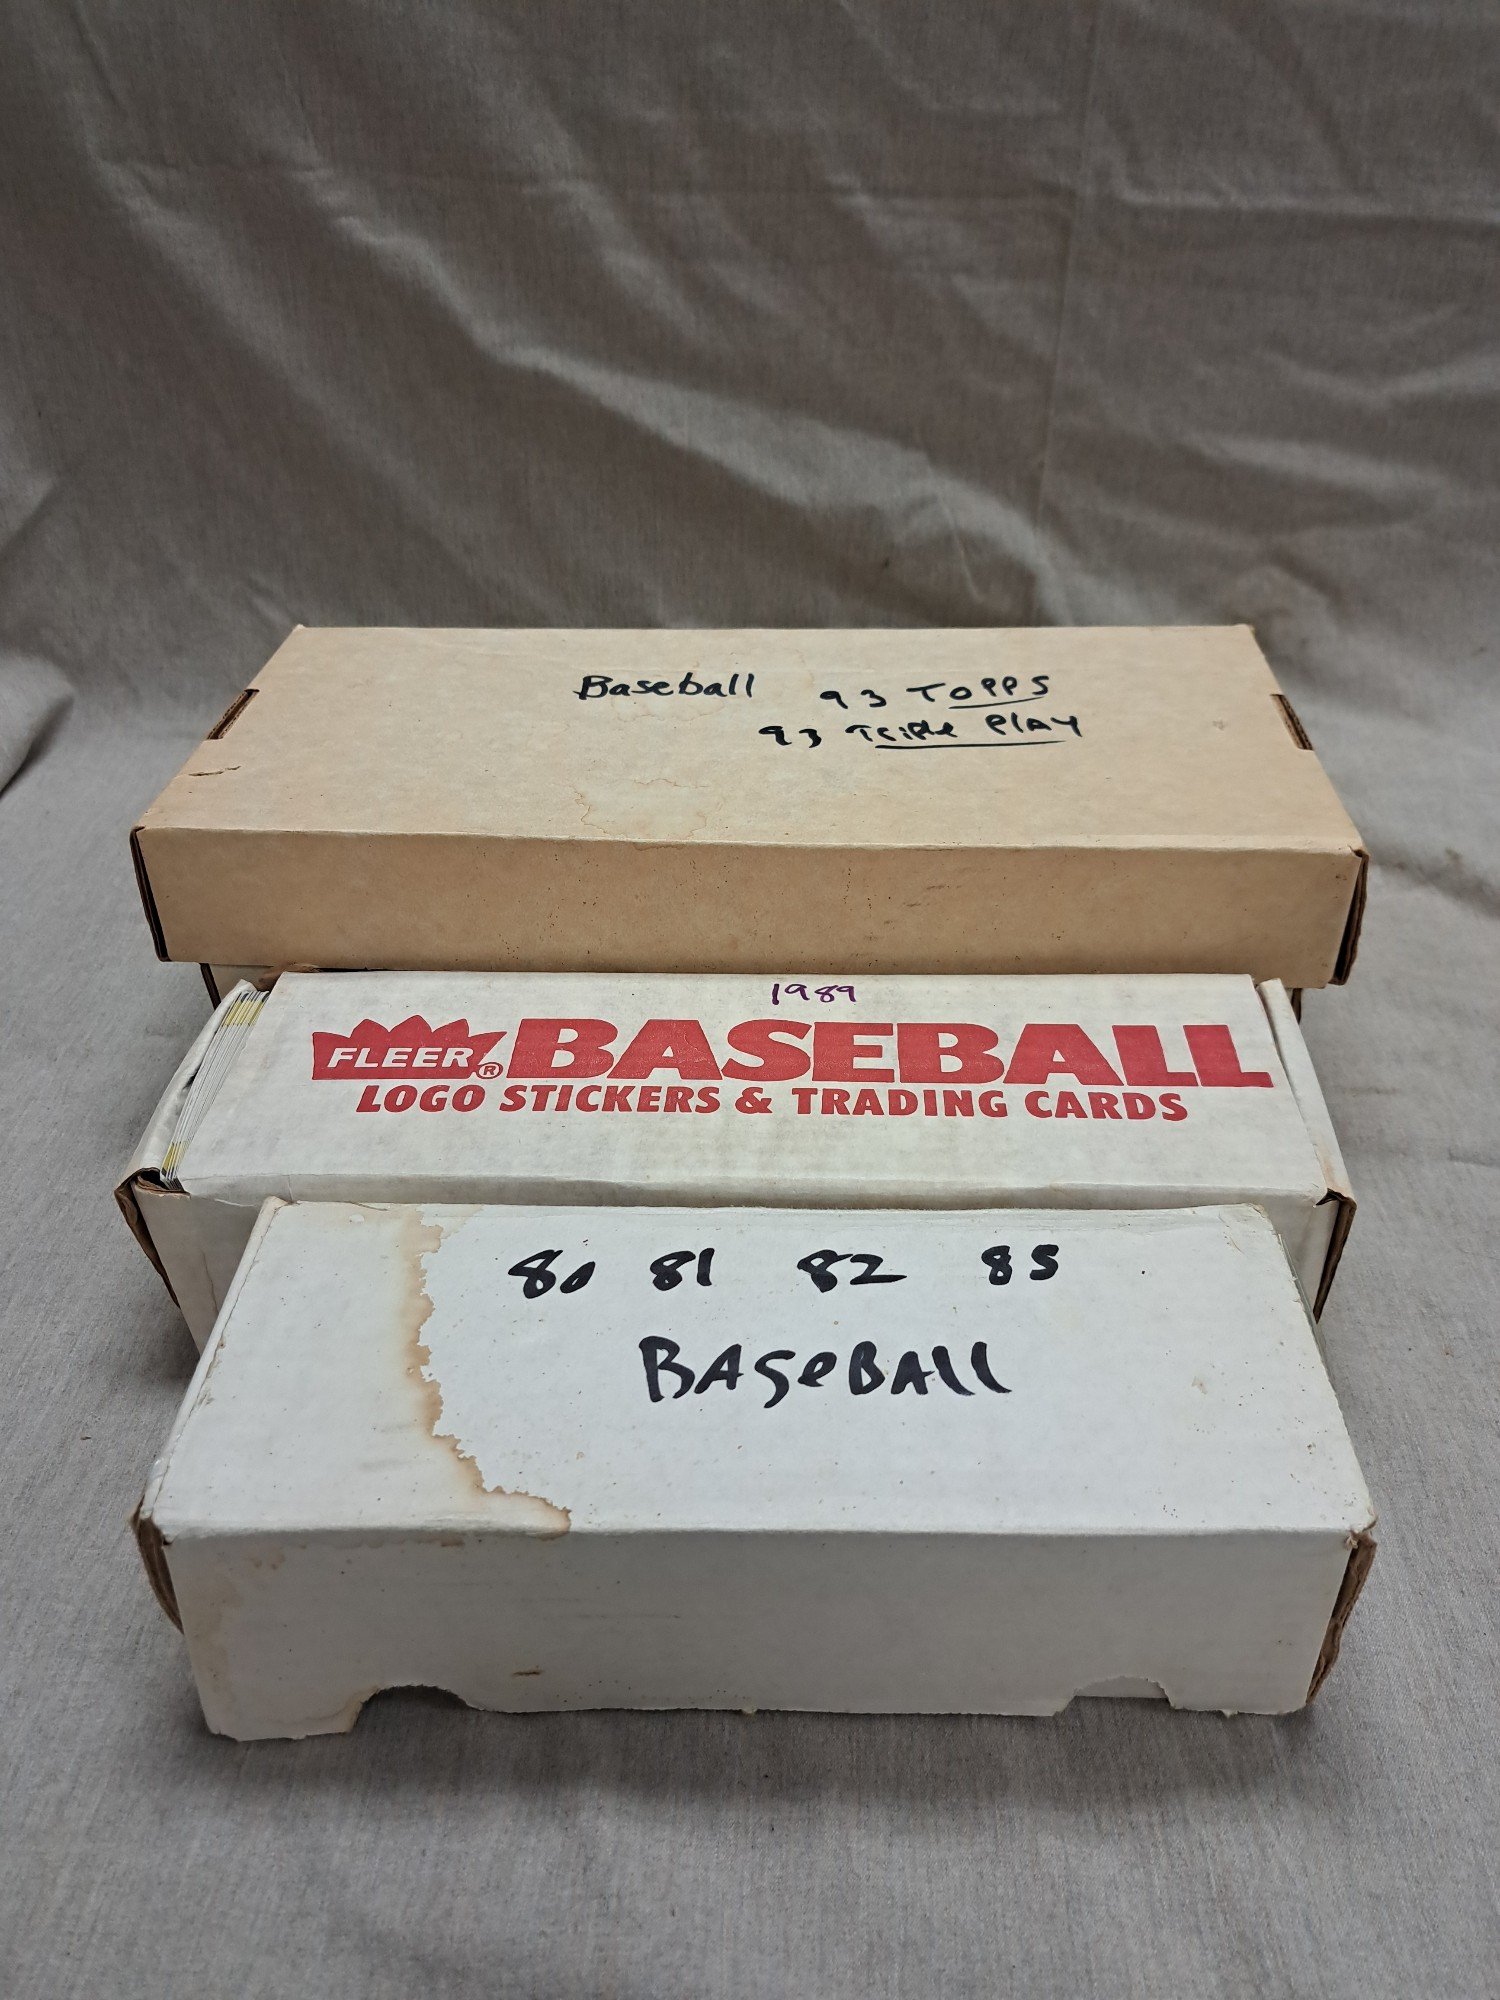 Baseball 93 TOPPS
93 Triple Play
1989
FLEER® BASEBALL
LOGO STICKERS & TRADING CARDS
80 81 82 85
BASeBALL